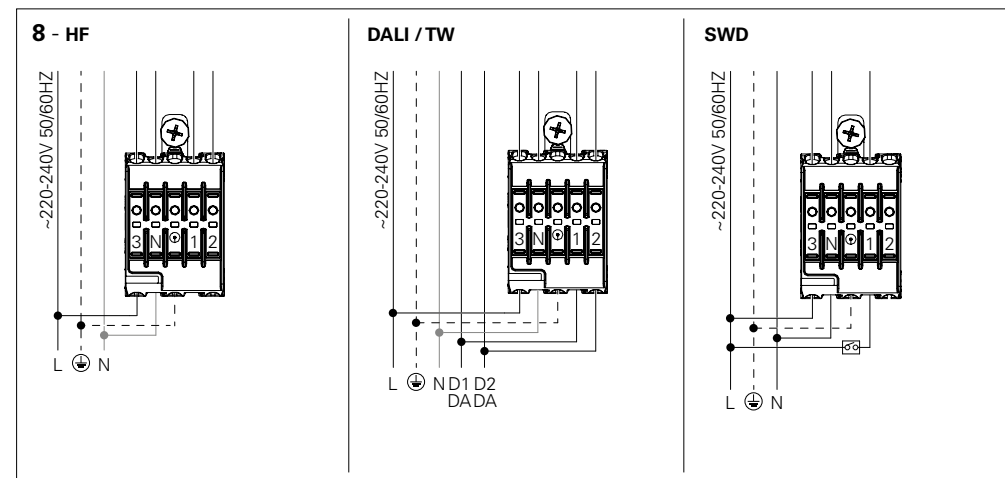 8 - HF
~220-240V 50/60HZ
3 N 1 2
L N
DALI / TW
~220-240V 50/60HZ
3 N 1 2
L N D1 D2
DA DA
SWD
~220-240V 50/60HZ
3 N 1 2
L N